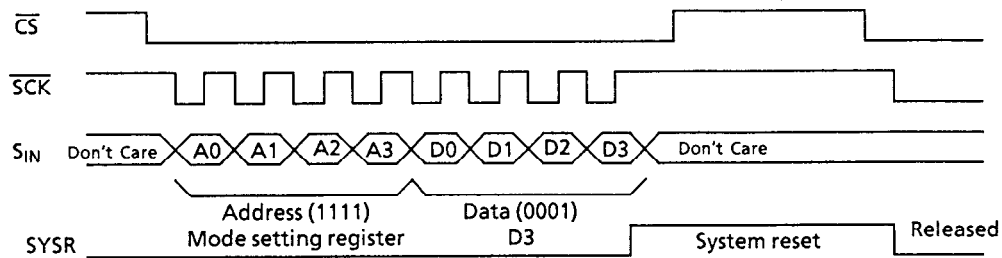 CS
SCK
SIN Don't Care A0 A1 A2 A3 D0 D1 D2 D3 Don't Care
Address (1111) Data (0001)
Mode setting register D3
SYSR System reset Released